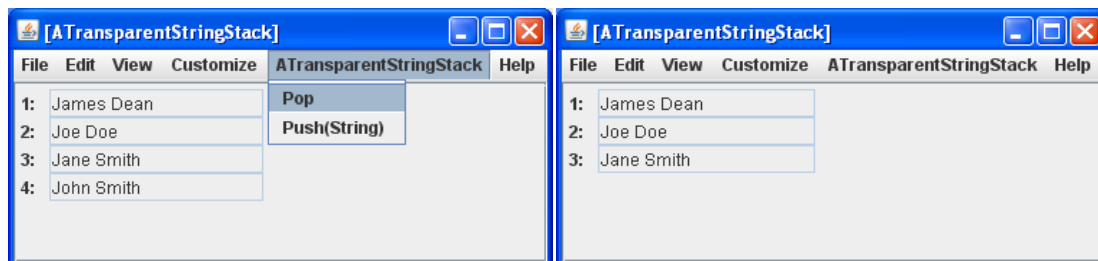 [ATransparentStringStack]
File Edit View Customize ATransparentStringStack Help
1: James Dean
2: Joe Doe
3: Jane Smith
4: John Smith
Pop
Push(String)
[ATransparentStringStack]
File Edit View Customize ATransparentStringStack Help
1: James Dean
2: Joe Doe
3: Jane Smith